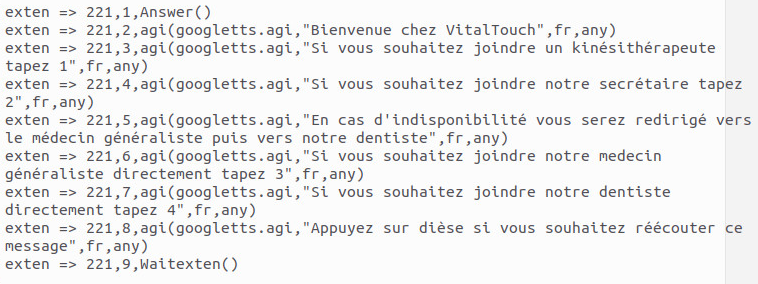 exten => 221,1,Answer()
exten => 221,2,agi(googletts.agi,"Bienvenue chez VitalTouch",fr,any)
exten => 221,3,agi(googletts.agi,"Si vous souhaitez joindre un kinésithérapeute
tapez 1",fr,any)
exten => 221,4,agi(googletts.agi,"Si vous souhaitez joindre notre secrétaire tapez
2",fr,any)
exten => 221,5,agi(googletts.agi,"En cas d'indisponibilité vous serez redirigé vers
le médecin généraliste puis vers notre dentiste",fr,any)
exten => 221,6,agi(googletts.agi,"Si vous souhaitez joindre notre medecin
généraliste directement tapez 3",fr,any)
exten => 221,7,agi(googletts.agi,"Si vous souhaitez joindre notre dentiste
directement tapez 4",fr,any)
exten => 221,8,agi(googletts.agi,"Appuyez sur dièse si vous souhaitez réécouter ce
message",fr,any)
exten => 221,9,Waitexten()